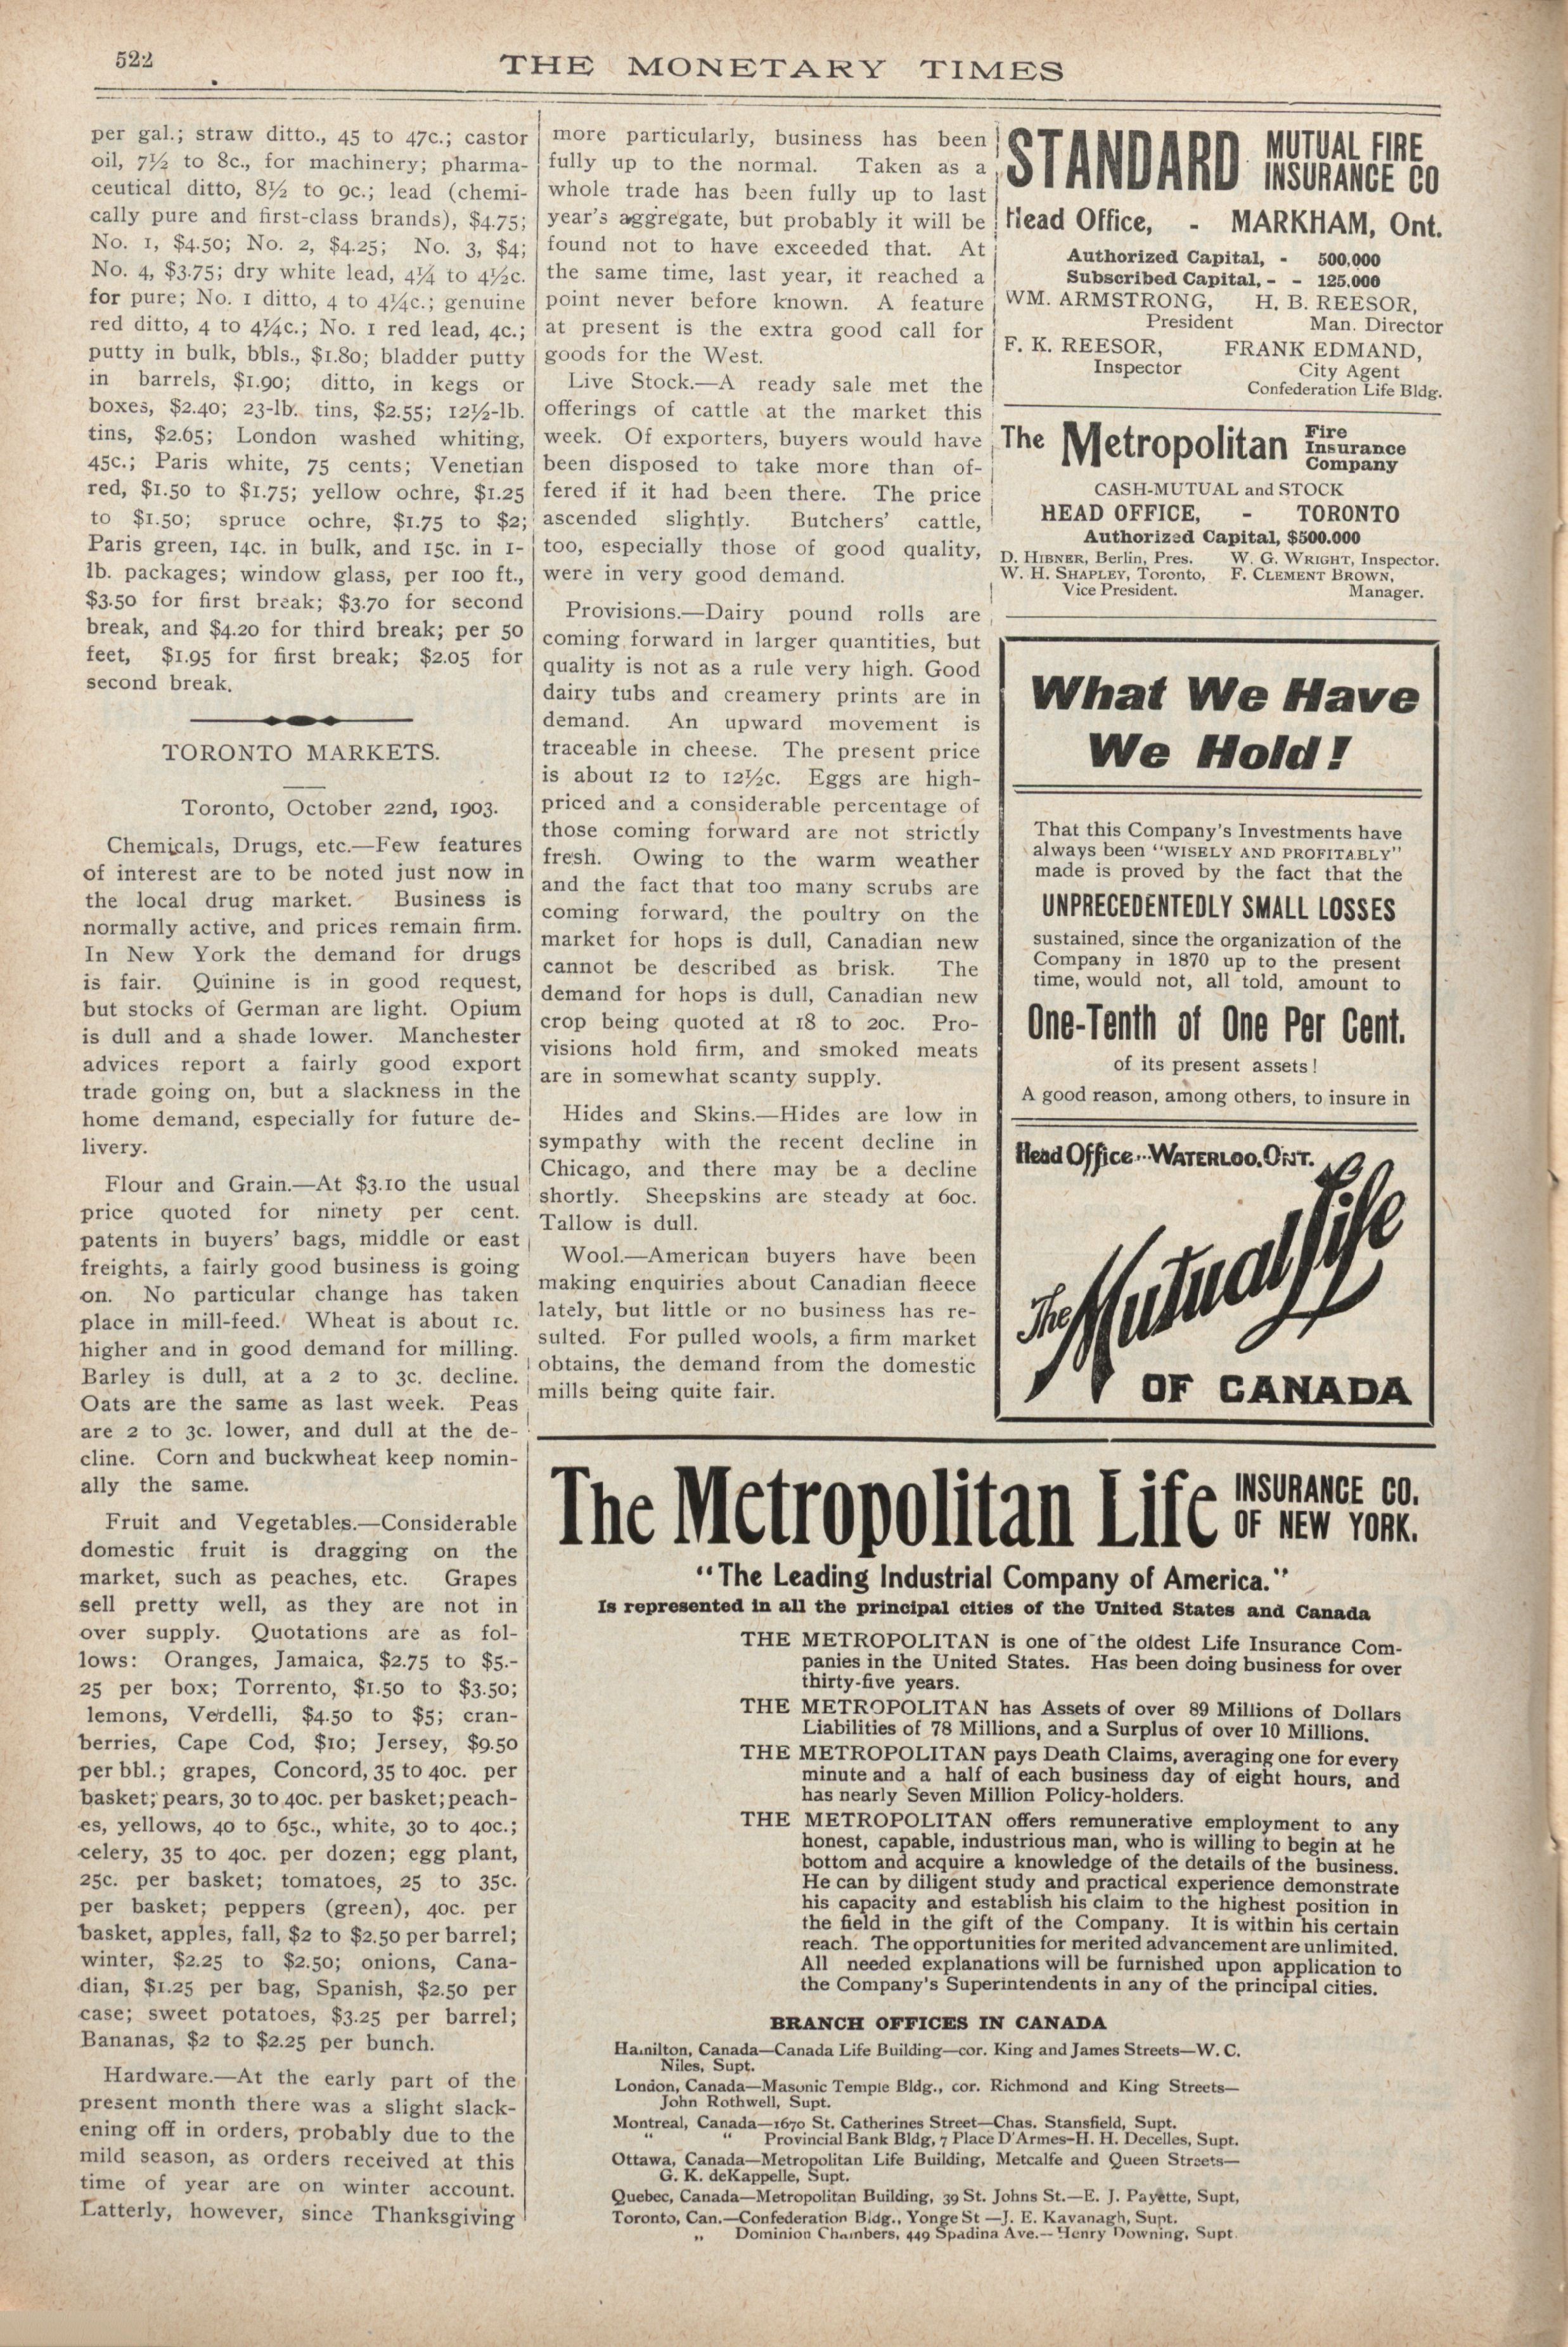 522
THE MONETARY TIMES
per gal.; straw ditto., 45 to 47c.; castor
oil, 7½ to 8c., for machinery; pharma-
ceutical ditto, 8½ to 9c.; lead (chemi-
cally pure and first-class brands), $4.75;
No. 1, $4.50; No. 2, $4.25; No. 3, $4;
No. 4, $3.75; dry white lead, 4¼ to 4½c.
for pure; No. 1 ditto, 4 to 4¼c.; genuine
red ditto, 4 to 4¼c.; No. 1 red lead, 4c.;
putty in bulk, bbls., $1.80; bladder putty
in barrels, $1.90; ditto, in kegs or
boxes, $2.40; 23-lb. tins, $2.55; 12½-lb.
tins, $2.65; London washed whiting,
45c.; Paris white, 75 cents; Venetian
red, $1.50 to $1.75; yellow ochre, $1.25
to $1.50; spruce ochre, $1.75 to $2;
Paris green, 14c. in bulk, and 15c. in 1-
lb. packages; window glass, per 100 ft.,
$3.50 for first break; $3.70 for second
break, and $4.20 for third break; per 50
feet, $1.95 for first break; $2.05 for
second break.
TORONTO MARKETS.
Toronto, October 22nd, 1903.
Chemicals, Drugs, etc.—Few features
of interest are to be noted just now in
the local drug market. Business is
normally active, and prices remain firm.
In New York the demand for drugs
is fair. Quinine is in good request,
but stocks of German are light. Opium
is dull and a shade lower. Manchester
advices report a fairly good export
trade going on, but a slackness in the
home demand, especially for future de-
livery.
Flour and Grain.—At $3.10 the usual
price quoted for ninety per cent.
patents in buyers' bags, middle or east
freights, a fairly good business is going
on. No particular change has taken
place in mill-feed. Wheat is about 1c.
higher and in good demand for milling.
Barley is dull, at a 2 to 3c. decline.
Oats are the same as last week. Peas
are 2 to 3c. lower, and dull at the de-
cline. Corn and buckwheat keep nomin-
ally the same.
Fruit and Vegetables.—Considerable
domestic fruit is dragging on the
market, such as peaches, etc. Grapes
sell pretty well, as they are not in
over supply. Quotations are as fol-
lows: Oranges, Jamaica, $2.75 to $5.-
25 per box; Torrento, $1.50 to $3.50;
lemons, Verdelli, $4.50 to $5; cran-
berries, Cape Cod, $10; Jersey, $9.50
per bbl.; grapes, Concord, 35 to 40c. per
basket; pears, 30 to 40c. per basket; peach-
es, yellows, 40 to 65c., white, 30 to 40c.;
celery, 35 to 40c. per dozen; egg plant,
25c. per basket; tomatoes, 25 to 35c.
per basket; peppers (green), 40c. per
basket, apples, fall, $2 to $2.50 per barrel;
winter, $2.25 to $2.50; onions, Cana-
dian, $1.25 per bag, Spanish, $2.50 per
case; sweet potatoes, $3.25 per barrel;
Bananas, $2 to $2.25 per bunch.
Hardware.—At the early part of the
present month there was a slight slack-
ening off in orders, probably due to the
mild season, as orders received at this
time of year are on winter account.
Latterly, however, since Thanksgiving
more particularly, business has been
fully up to the normal. Taken as a
whole trade has been fully up to last
year's aggregate, but probably it will be
found not to have exceeded that. At
the same time, last year, it reached a
point never before known. A feature
at present is the extra good call for
goods for the West.
Live Stock.—A ready sale met the
offerings of cattle at the market this
week. Of exporters, buyers would have
been disposed to take more than of-
fered if it had been there. The price
ascended slightly. Butchers' cattle,
too, especially those of good quality,
were in very good demand.
Provisions.—Dairy pound rolls are
coming forward in larger quantities, but
quality is not as a rule very high. Good
dairy tubs and creamery prints are in
demand. An upward movement is
traceable in cheese. The present price
is about 12 to 12½c. Eggs are high-
priced and a considerable percentage of
those coming forward are not strictly
fresh. Owing to the warm weather
and the fact that too many scrubs are
coming forward, the poultry on the
market for hops is dull, Canadian new
cannot be described as brisk. The
demand for hops is dull, Canadian new
crop being quoted at 18 to 20c. Pro-
visions hold firm, and smoked meats
are in somewhat scanty supply.
Hides and Skins.—Hides are low in
sympathy with the recent decline in
Chicago, and there may be a decline
shortly. Sheepskins are steady at 60c.
Tallow is dull.
Wool.—American buyers have been
making enquiries about Canadian fleece
lately, but little or no business has re-
sulted. For pulled wools, a firm market
obtains, the demand from the domestic
mills being quite fair.
STANDARD MUTUAL FIRE
INSURANCE CO
Head Office, - MARKHAM, Ont.
Authorized Capital, - 500,000
Subscribed Capital, - - 125,000
WM. ARMSTRONG, H. B. REESOR,
President Man. Director
F. K. REESOR, FRANK EDMAND,
Inspector City Agent
Confederation Life Bldg.
The Metropolitan Fire
Insurance
Company
CASH-MUTUAL and STOCK
HEAD OFFICE, - TORONTO
Authorized Capital, $500.000
D. HIBNER, Berlin, Pres. W. G. WRIGHT, Inspector.
W. H. SHAPLEY, Toronto, F. CLEMENT BROWN,
Vice President. Manager.
What We Have
We Hold!
That this Company's Investments have
always been "WISELY AND PROFITABLY"
made is proved by the fact that the
UNPRECEDENTEDLY SMALL LOSSES
sustained, since the organization of the
Company in 1870 up to the present
time, would not, all told, amount to
One-Tenth of One Per Cent.
of its present assets!
A good reason, among others, to insure in
Head Office...WATERLOO, ONT.
The Mutual Life
OF CANADA
The Metropolitan Life INSURANCE CO.
OF NEW YORK.
"The Leading Industrial Company of America."
Is represented in all the principal cities of the United States and Canada
THE METROPOLITAN is one of the oldest Life Insurance Com-
panies in the United States. Has been doing business for over
thirty-five years.
THE METROPOLITAN has Assets of over 89 Millions of Dollars
Liabilities of 78 Millions, and a Surplus of over 10 Millions.
THE METROPOLITAN pays Death Claims, averaging one for every
minute and a half of each business day of eight hours, and
has nearly Seven Million Policy-holders.
THE METROPOLITAN offers remunerative employment to any
honest, capable, industrious man, who is willing to begin at he
bottom and acquire a knowledge of the details of the business.
He can by diligent study and practical experience demonstrate
his capacity and establish his claim to the highest position in
the field in the gift of the Company. It is within his certain
reach. The opportunities for merited advancement are unlimited.
All needed explanations will be furnished upon application to
the Company's Superintendents in any of the principal cities.
BRANCH OFFICES IN CANADA
Hamilton, Canada—Canada Life Building—cor. King and James Streets—W. C.
Niles, Supt.
London, Canada—Masonic Temple Bldg., cor. Richmond and King Streets—
John Rothwell, Supt.
Montreal, Canada—1670 St. Catherines Street—Chas. Stansfield, Supt.
" " Provincial Bank Bldg, 7 Place D'Armes-H. H. Decelles, Supt.
Ottawa, Canada—Metropolitan Life Building, Metcalfe and Queen Streets—
G. K. deKappelle, Supt.
Quebec, Canada—Metropolitan Building, 39 St. Johns St.—E. J. Payette, Supt,
Toronto, Can.—Confederation Bldg., Yonge St —J. E. Kavanagh, Supt.
„ Dominion Chambers, 449 Spadina Ave.—Henry Downing, Supt.